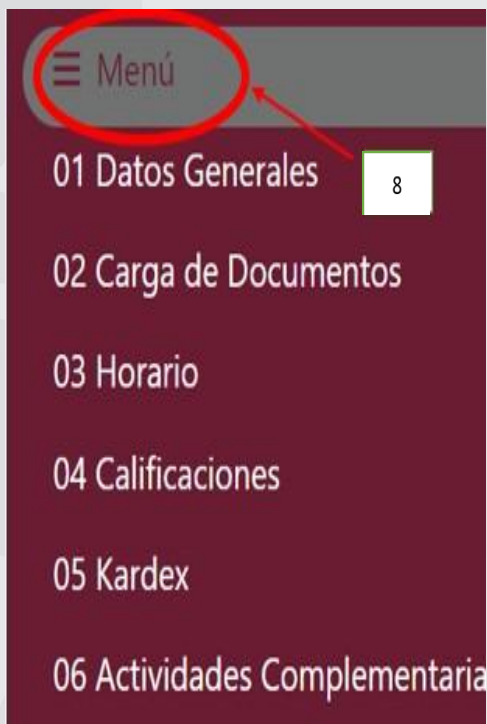 ☰ Menú
01 Datos Generales
8
02 Carga de Documentos
03 Horario
04 Calificaciones
05 Kardex
06 Actividades Complementaria